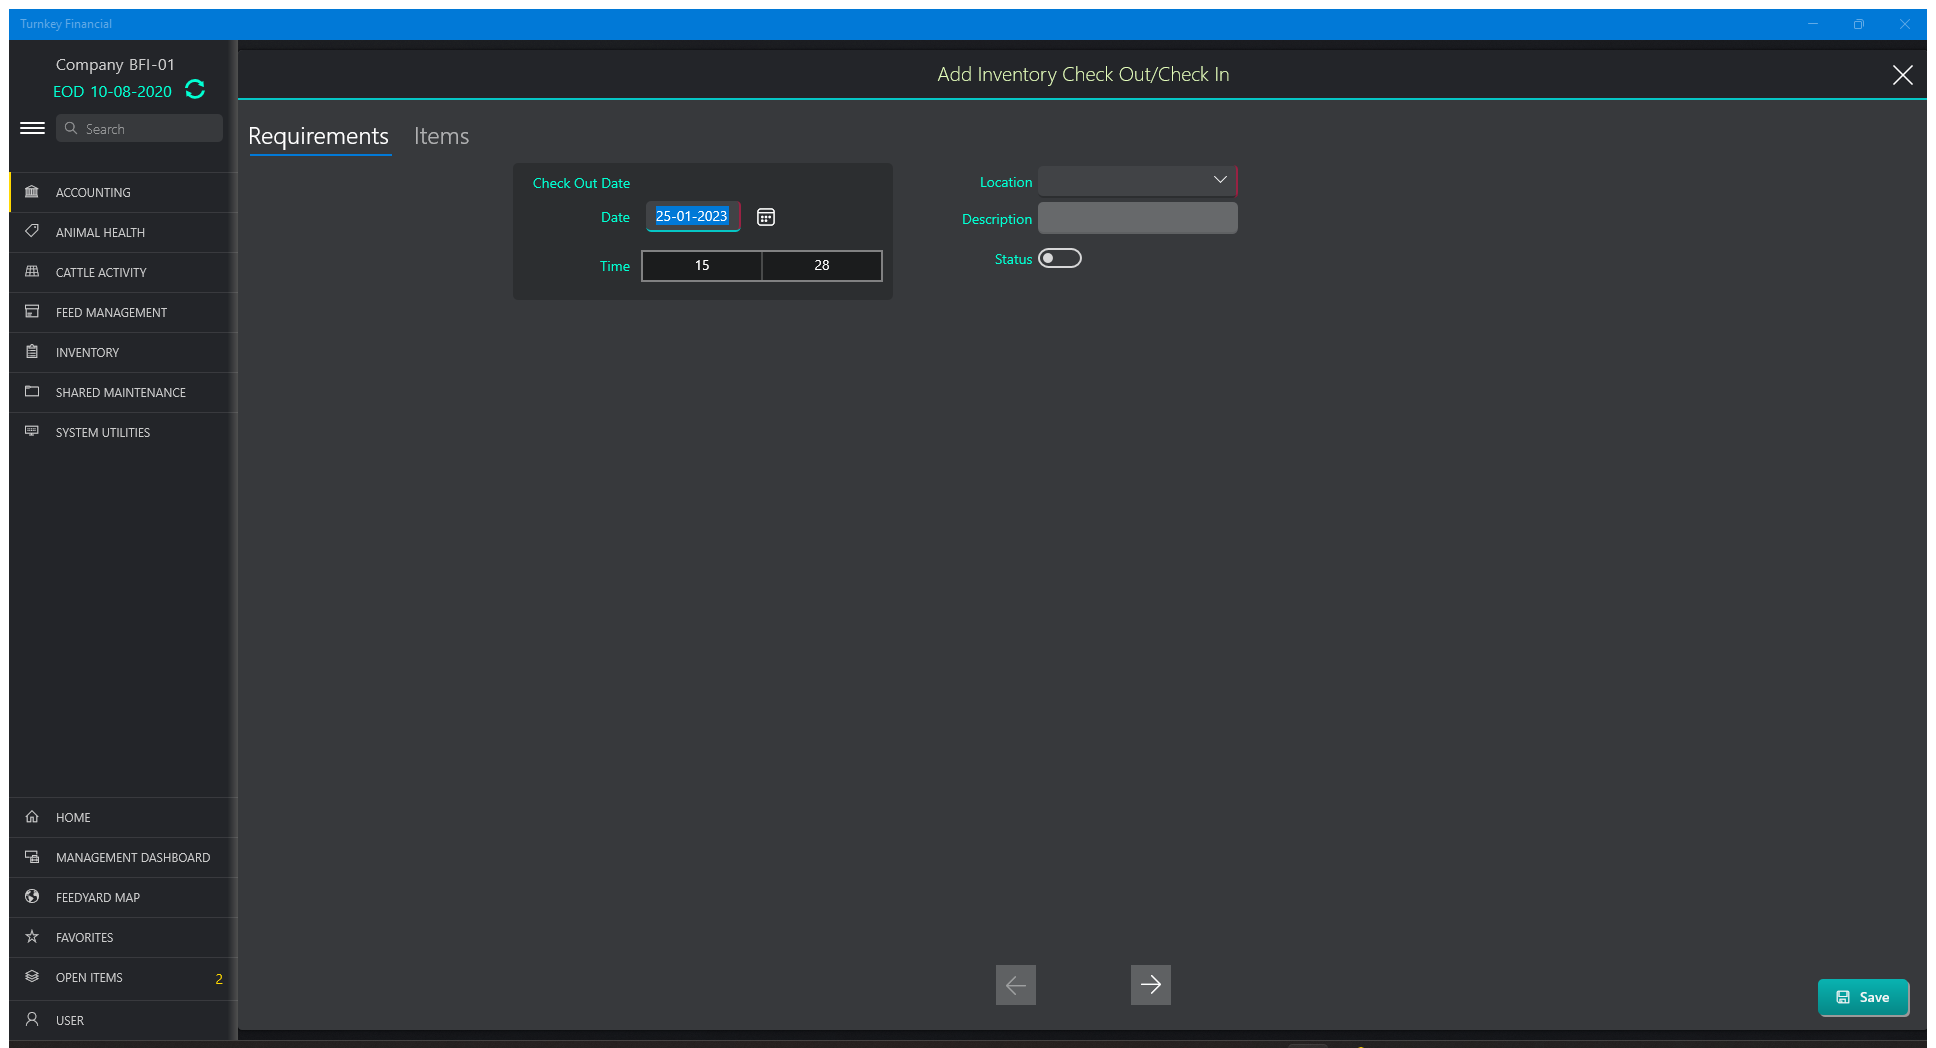 Turnkey Financial
Company BFI-01
EOD 10-08-2020
Search
ACCOUNTING
ANIMAL HEALTH
CATTLE ACTIVITY
FEED MANAGEMENT
INVENTORY
SHARED MAINTENANCE
SYSTEM UTILITIES
HOME
MANAGEMENT DASHBOARD
FEEDYARD MAP
FAVORITES
OPEN ITEMS 2
USER
Add Inventory Check Out/Check In
Requirements Items
Check Out Date
Date 25-01-2023
Time 15 28
Location
Description
Status
Save